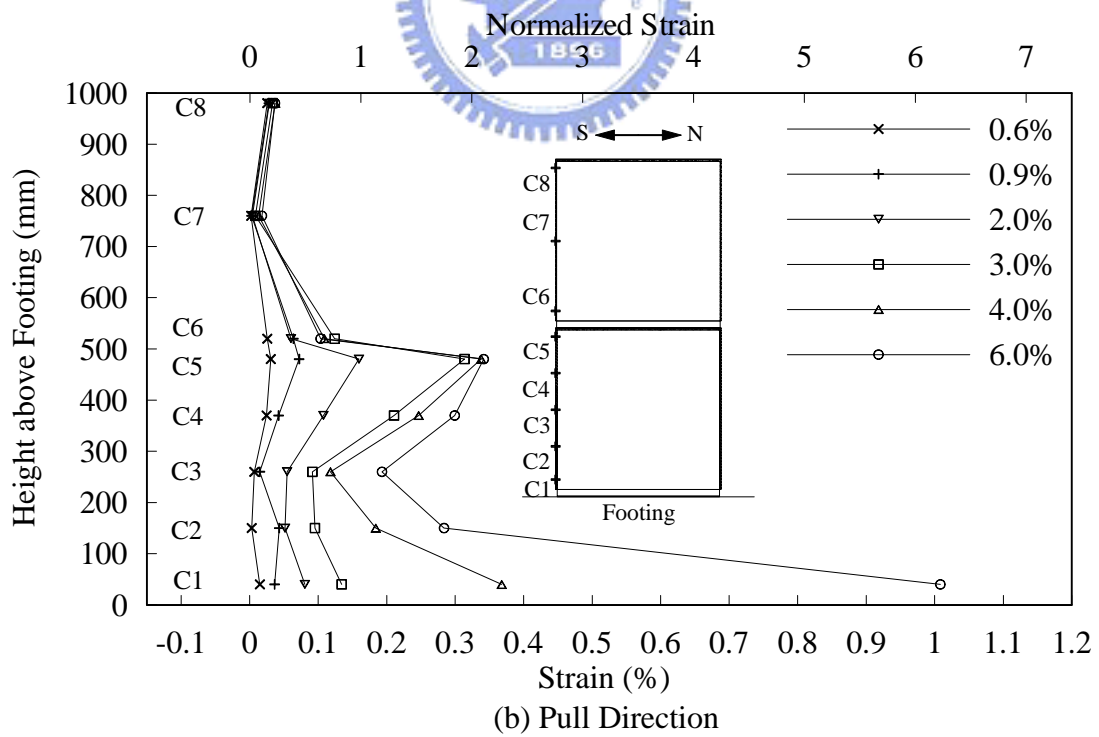 Normalized Strain
1896
0 1 2 3 4 5 6 7
1000
900
800
700
600
500
400
300
200
100
0
Height above Footing (mm)
C8
C7
C6
C5
C4
C3
C2
C1
S N
C8
C7
C6
C5
C4
C3
C2
C1
Footing
0.6%
0.9%
2.0%
3.0%
4.0%
6.0%
-0.1 0 0.1 0.2 0.3 0.4 0.5 0.6 0.7 0.8 0.9 1 1.1 1.2
Strain (%)
(b) Pull Direction